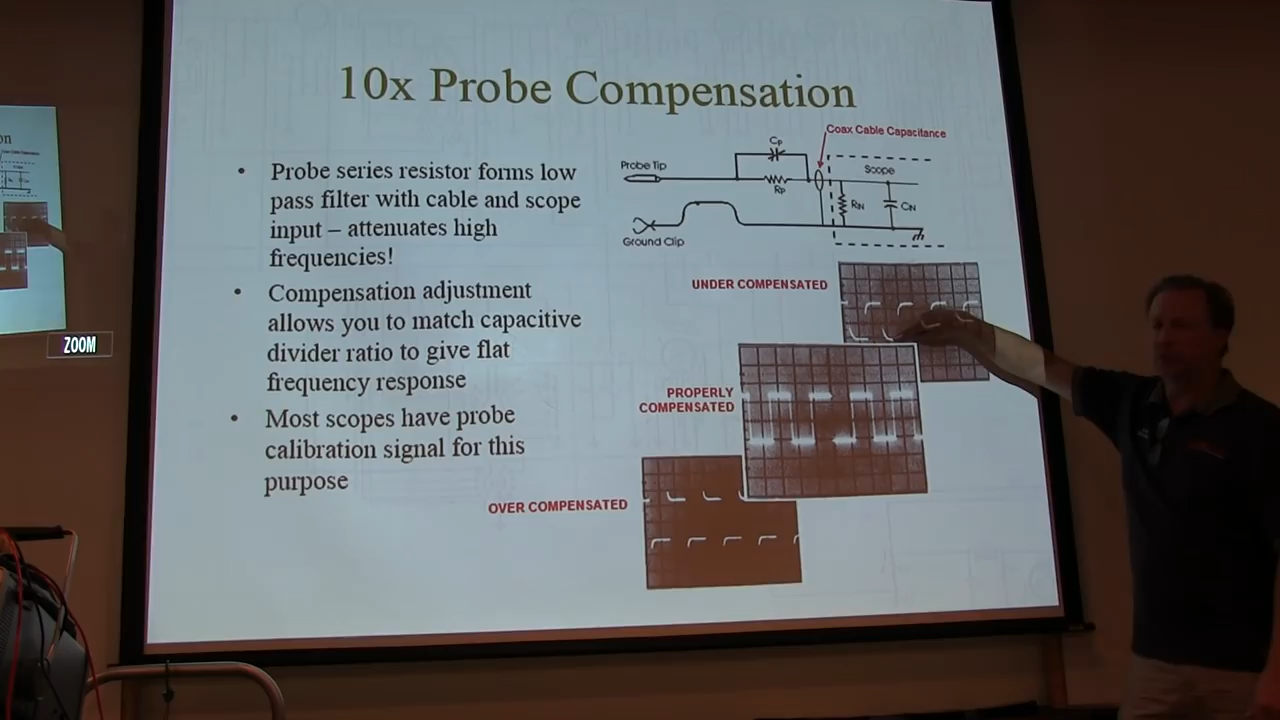 10x Probe Compensation
• Probe series resistor forms low
pass filter with cable and scope
input – attenuates high
frequencies!
• Compensation adjustment
allows you to match capacitive
divider ratio to give flat
frequency response
• Most scopes have probe
calibration signal for this
purpose
Coax Cable Capacitance
Probe Tip
Cp
Rp
Scope
RIN
CIN
Ground Clip
UNDER COMPENSATED
PROPERLY
COMPENSATED
OVER COMPENSATED
on
ZOOM